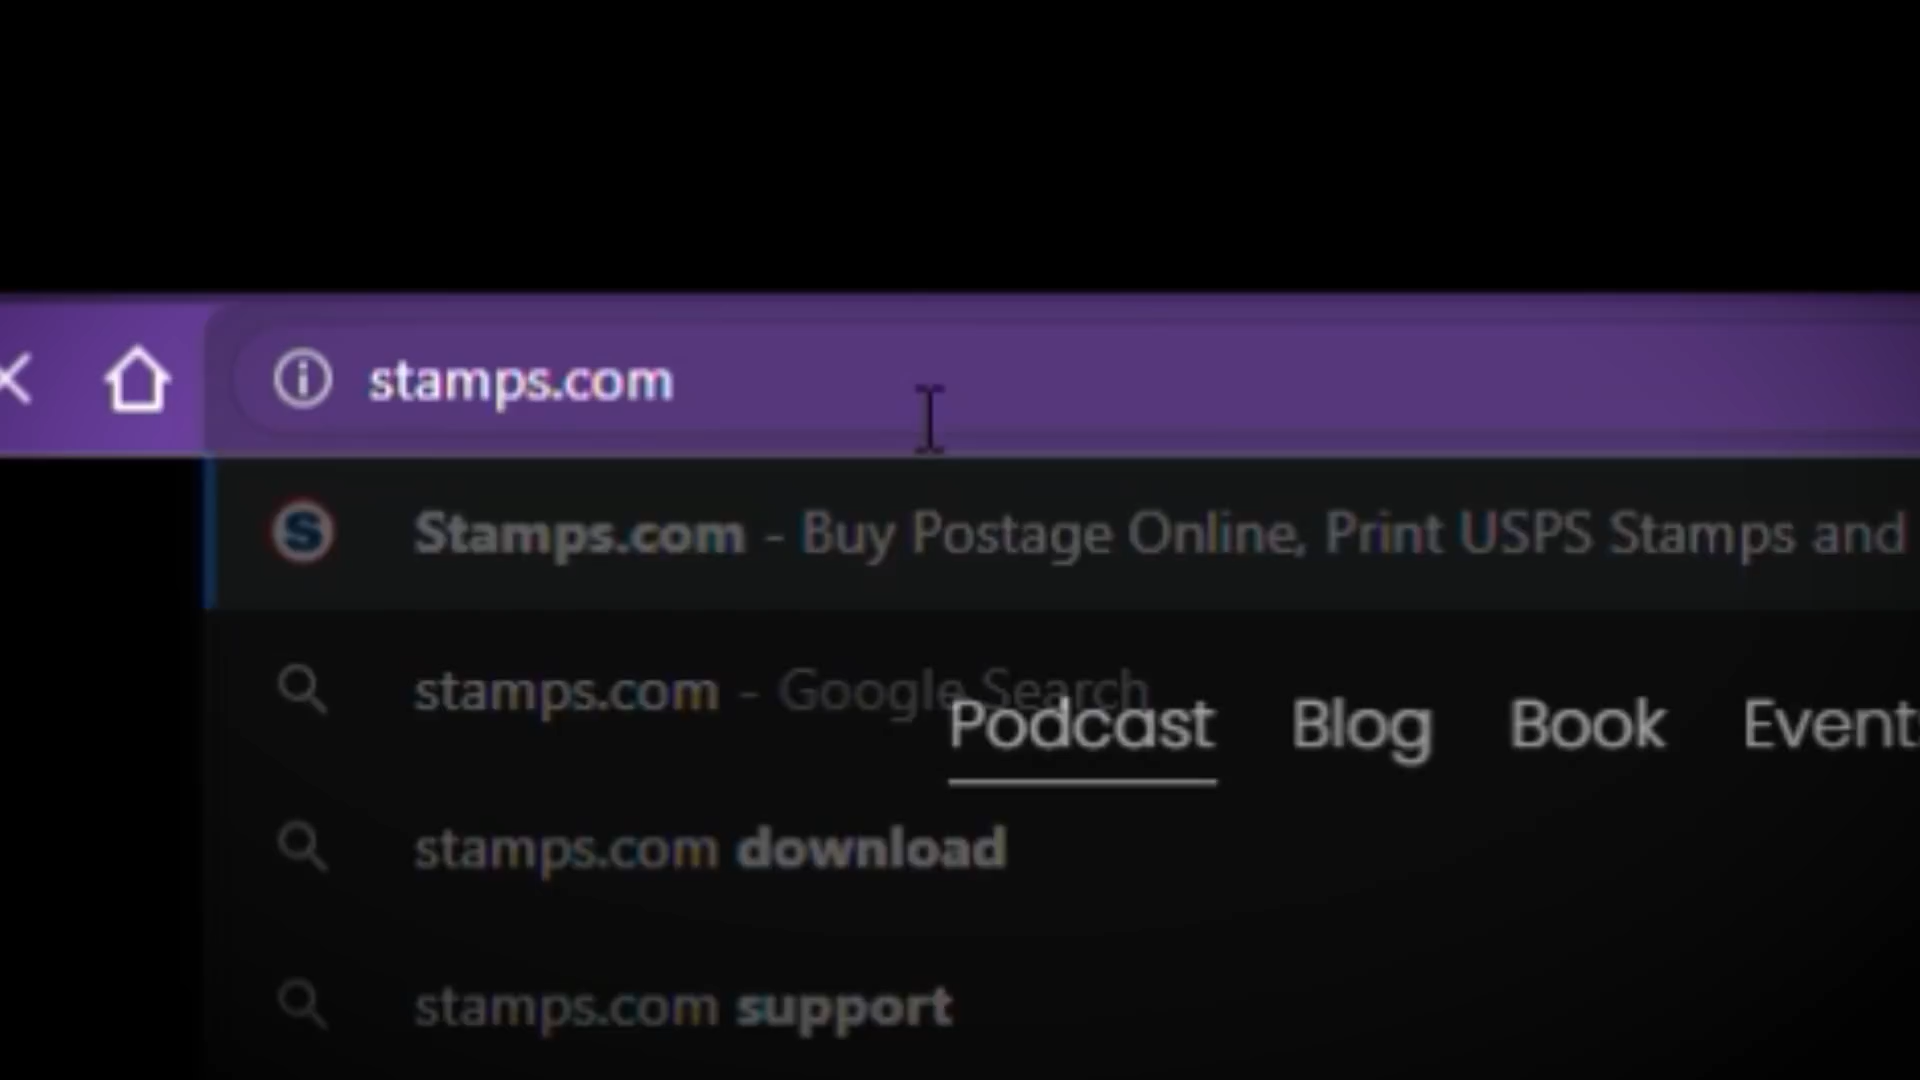 stamps.com
Stamps.com - Buy Postage Online, Print USPS Stamps and
stamps.com - Google Search
Podcast Blog Book Event
stamps.com download
stamps.com support